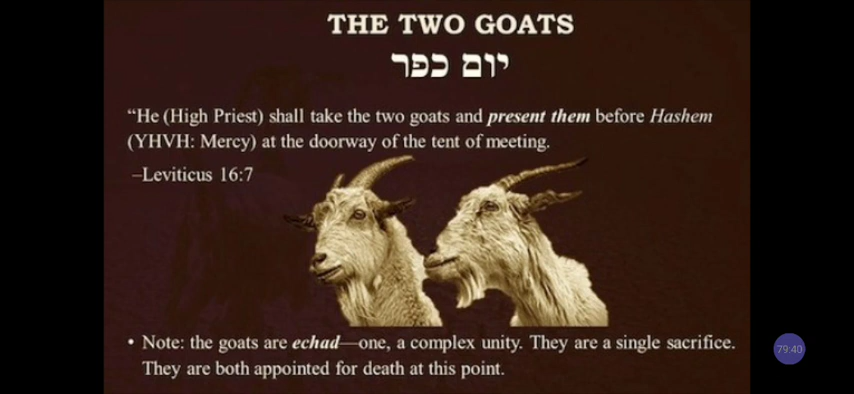 THE TWO GOATS
יום כפר
“He (High Priest) shall take the two goats and present them before Hashem
(YHVH: Mercy) at the doorway of the tent of meeting.
–Leviticus 16:7
• Note: the goats are echad—one, a complex unity. They are a single sacrifice.
They are both appointed for death at this point.
79:40